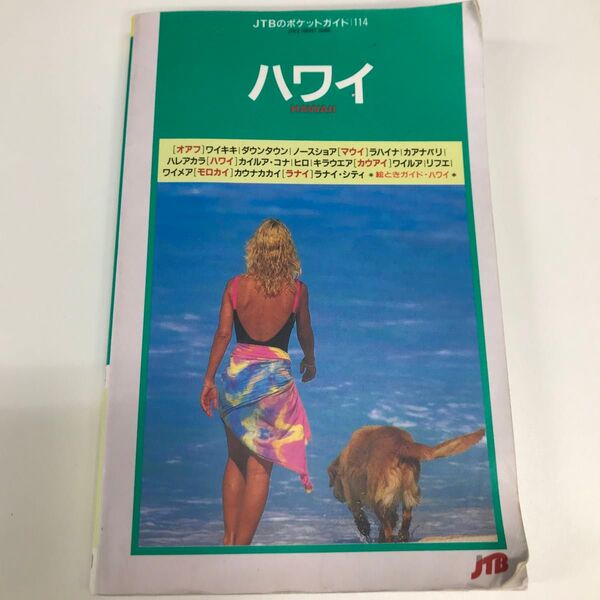 JTBのポケットガイド|114
JTB'S POCKET GUIDE
ハワイ
HAWAII
[オアフ]ワイキキ|ダウンタウン|ノースショア[マウイ]ラハイナ|カアナパリ|
ハレアカラ[ハワイ]カイルア・コナ|ヒロ|キラウエア[カウアイ]ワイルア|リフエ|
ワイメア[モロカイ]カウナカカイ[ラナイ]ラナイ・シティ ＊絵ときガイド・ハワイ＊
JTB